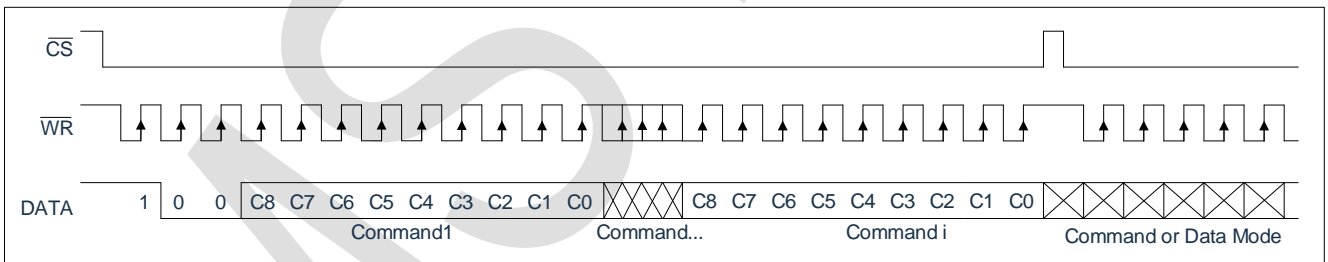 CS
WR
DATA 1 0 0 C8 C7 C6 C5 C4 C3 C2 C1 C0 C8 C7 C6 C5 C4 C3 C2 C1 C0
Command1 Command... Command i Command or Data Mode